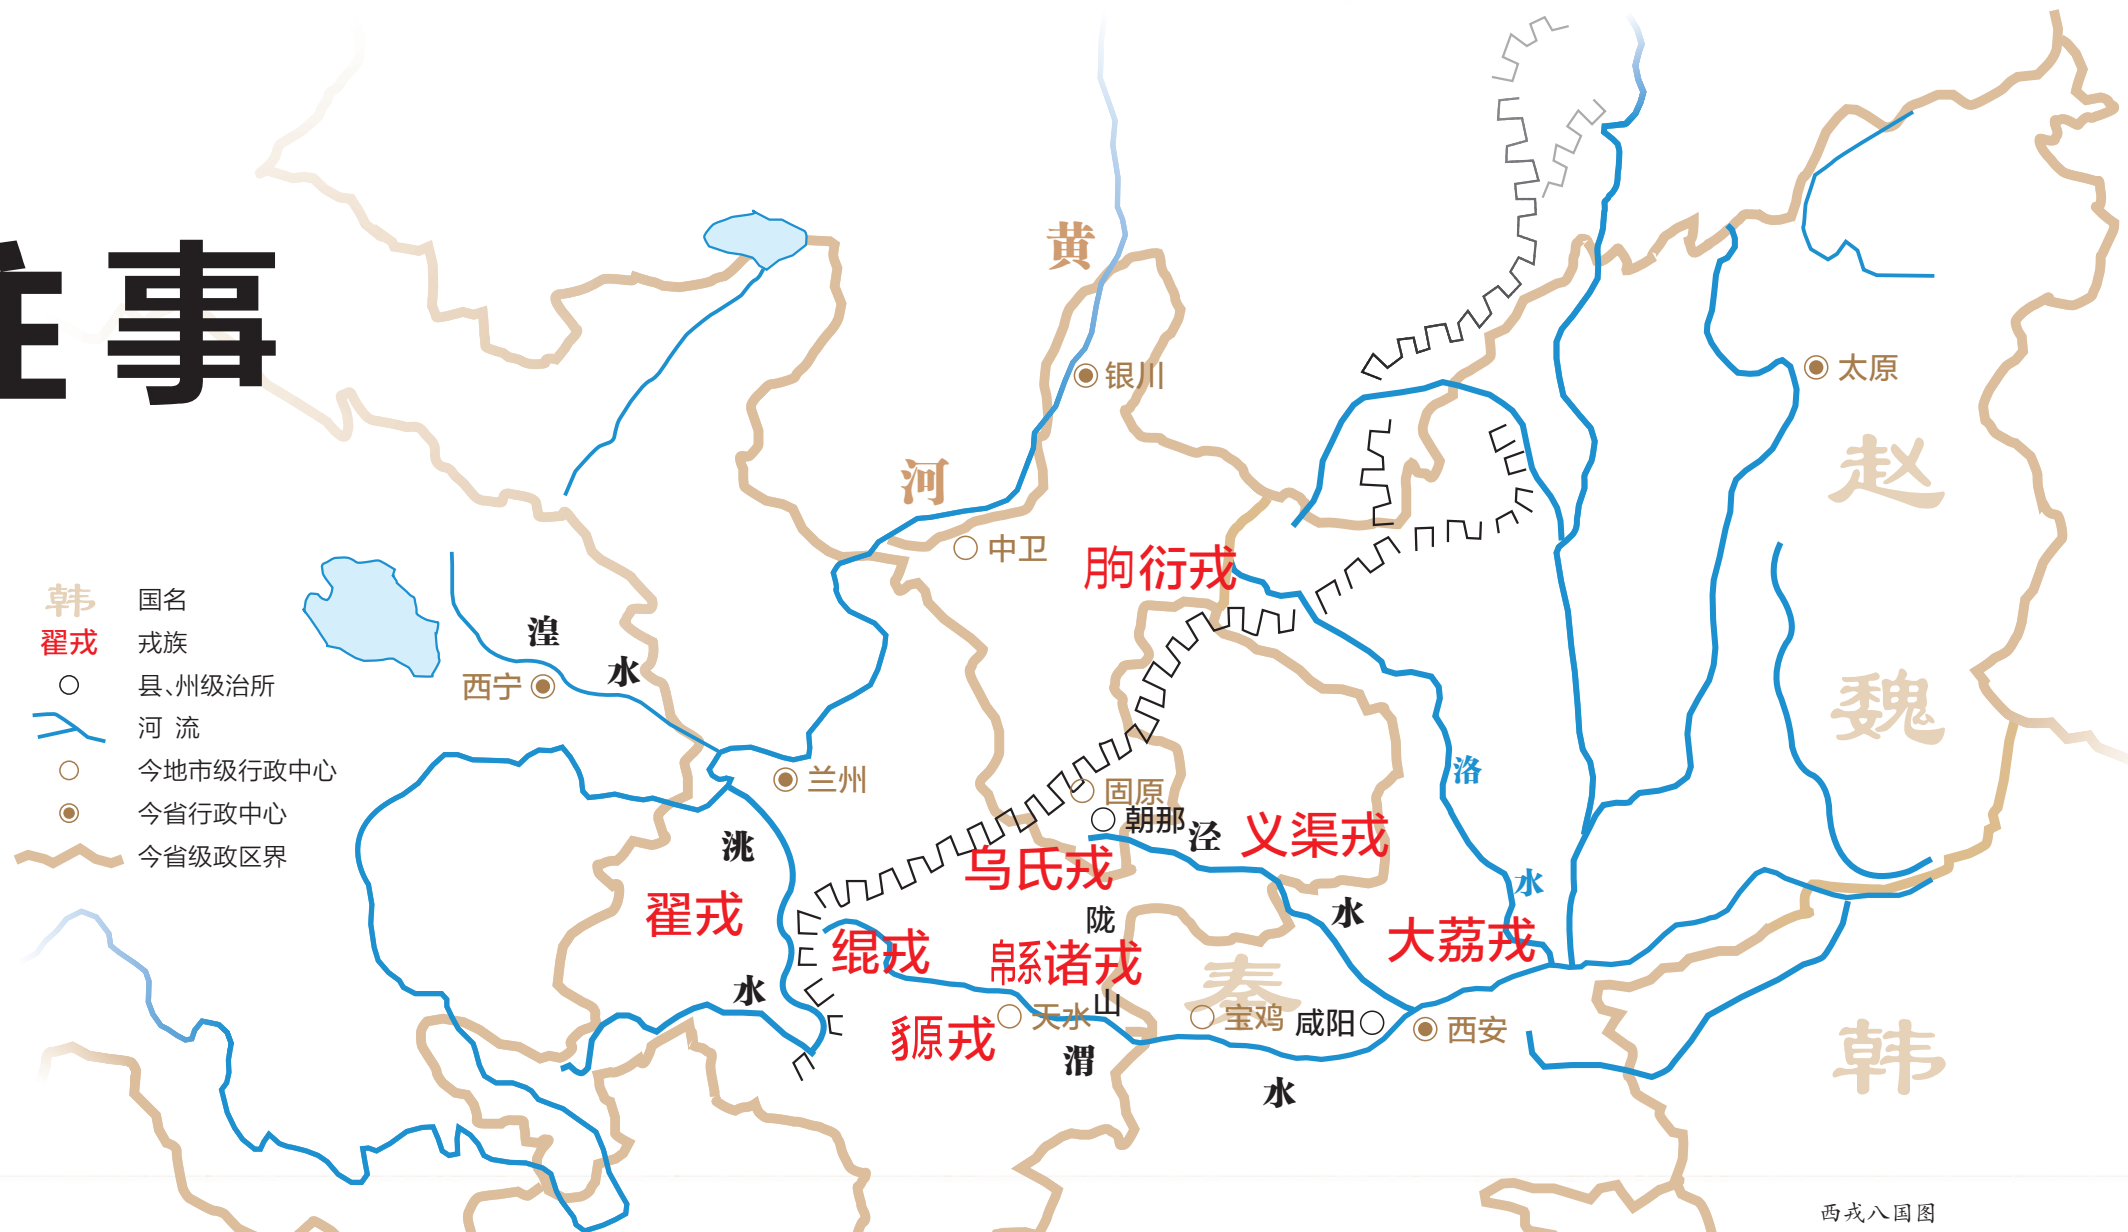 事
黄
河
银川
中卫
太原
赵
魏
韩
朐衍戎
湟
水
西宁
兰州
固原
朝那
泾
水
义渠戎
乌氏戎
洛
水
大荔戎
洮
水
翟戎
绲戎
陇
山
诸戎
獂戎
天水
渭
水
秦
宝鸡
咸阳
西安
韩 国名
翟戎 戎族
县、州级治所
河 流
今地市级行政中心
今省行政中心
今省级政区界
西戎八国图